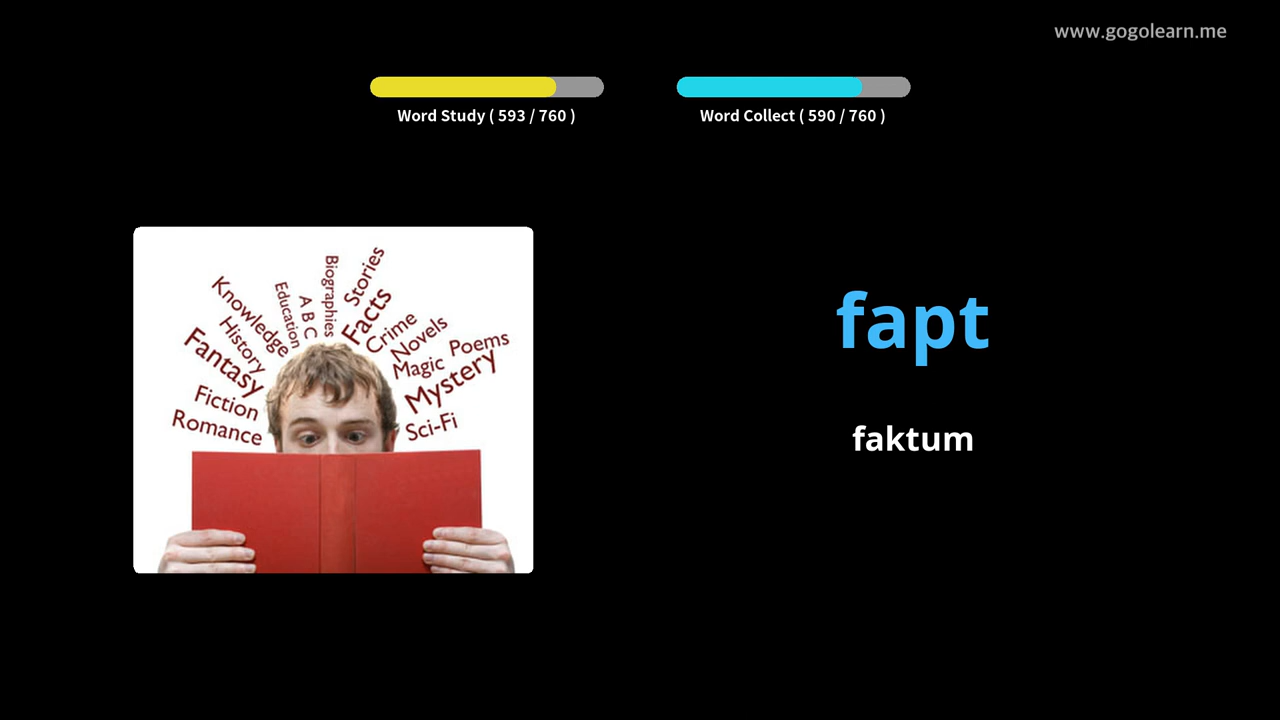 www.gogolearn.me
Word Study ( 593 / 760 )
Word Collect ( 590 / 760 )
Biographies
Stories
Knowledge
Education
A B C
Facts
Crime
History
Novels
Fantasy
Magic
Poems
Mystery
Fiction
Romance
Sci-Fi
fapt
faktum